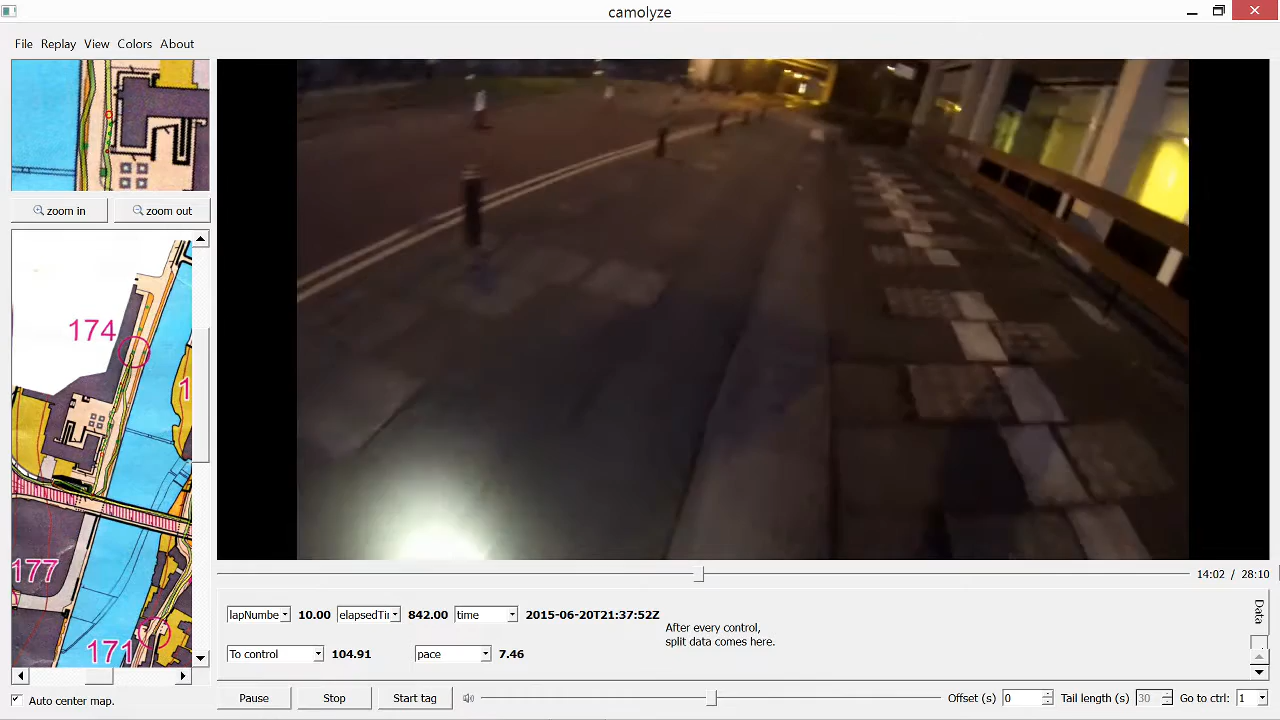 camolyze
File Replay View Colors About
zoom in zoom out
174
177
171
14:02 / 28:10
lapNumbe 10.00 elapsedTi 842.00 time 2015-06-20T21:37:52Z
After every control,
split data comes here.
To control 104.91 pace 7.46
Data
Auto center map.
Pause Stop Start tag Offset (s) 0 Tail length (s) 30 Go to ctrl: 1